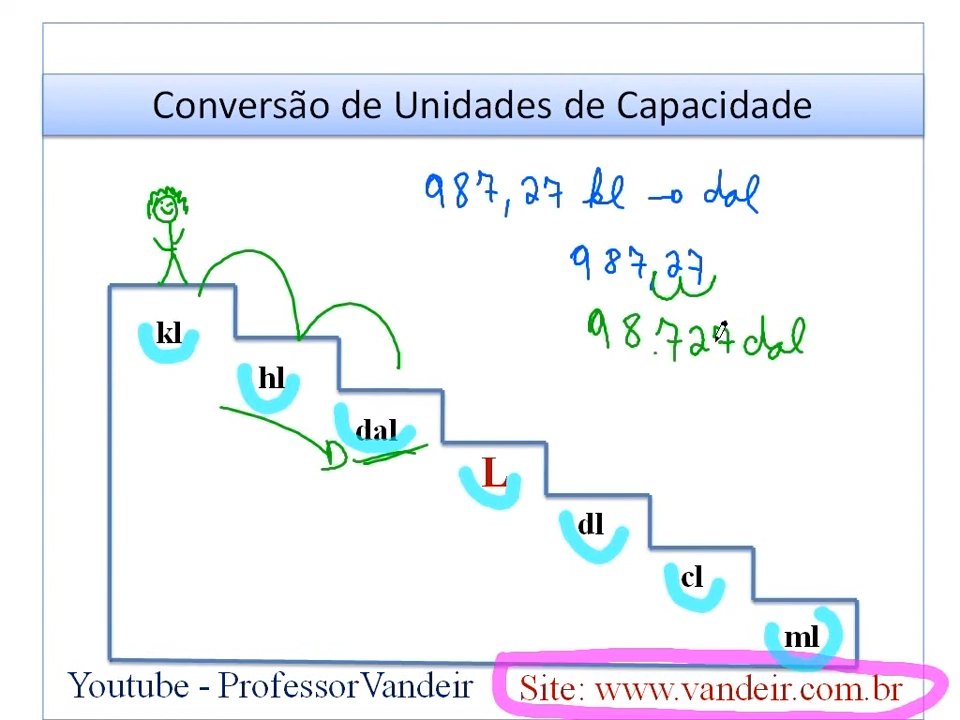 Conversão de Unidades de Capacidade
987,27 kl → dal
987,27
98.727 dal
kl
hl
dal
L
dl
cl
ml
Youtube - ProfessorVandeir
Site: www.vandeir.com.br